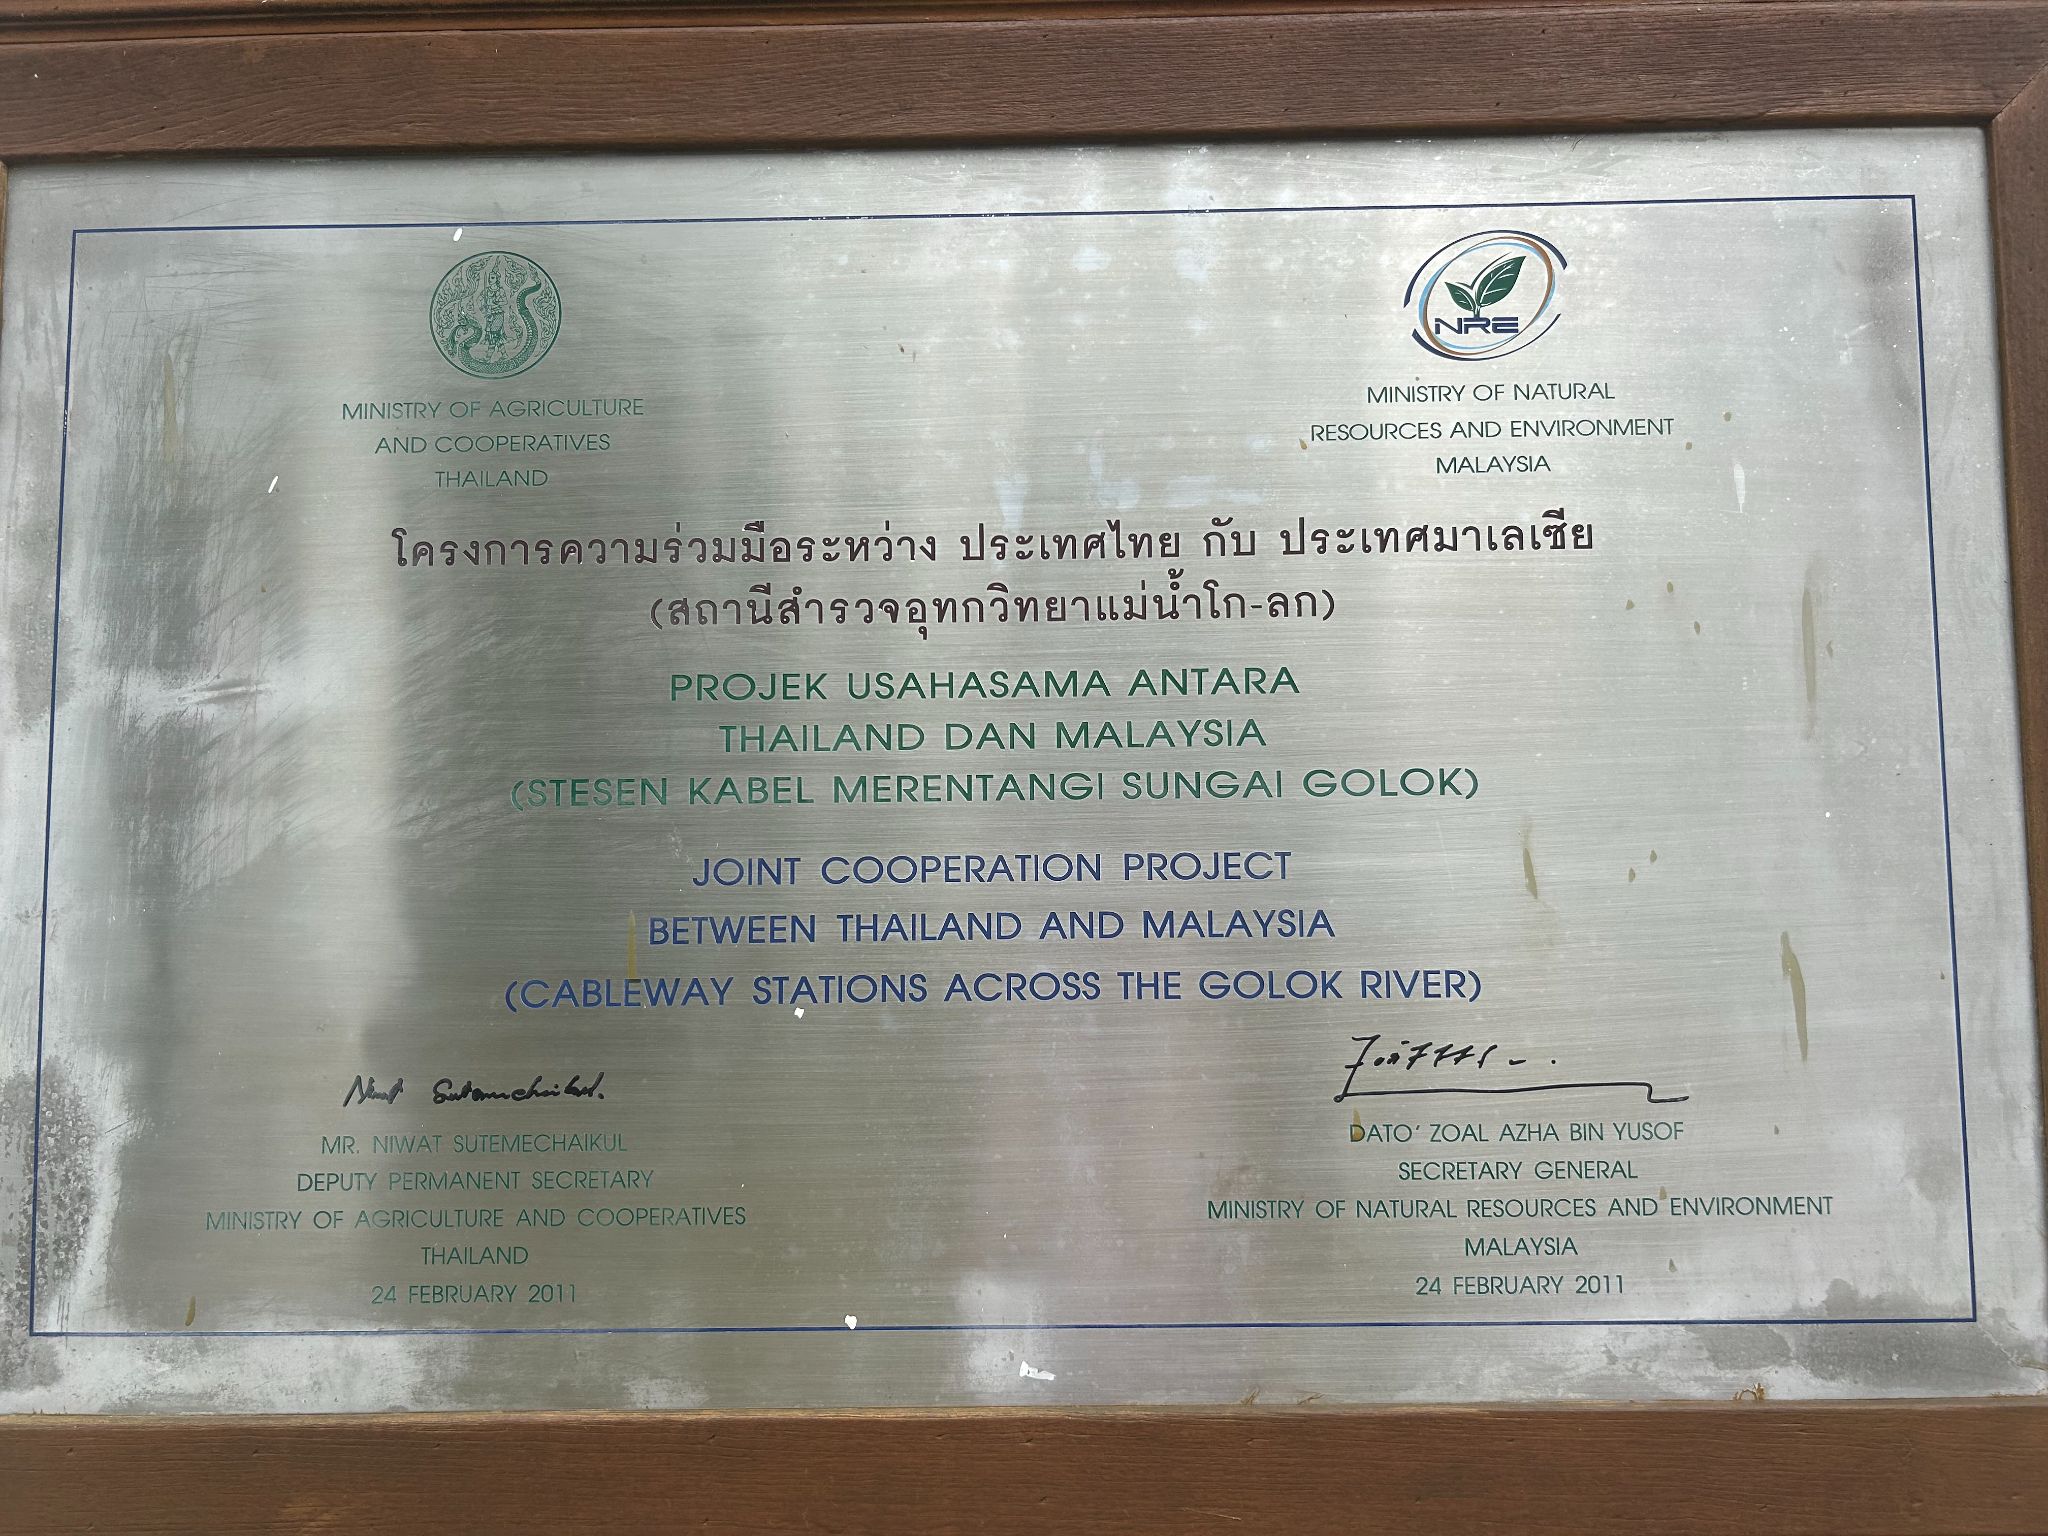 MINISTRY OF AGRICULTURE
AND COOPERATIVES
THAILAND
NRE
MINISTRY OF NATURAL
RESOURCES AND ENVIRONMENT
MALAYSIA
โครงการความร่วมมือระหว่าง ประเทศไทย กับ ประเทศมาเลเซีย
(สถานีสำรวจอุทกวิทยาแม่น้ำโก-ลก)
PROJEK USAHASAMA ANTARA
THAILAND DAN MALAYSIA
(STESEN KABEL MERENTANGI SUNGAI GOLOK)
JOINT COOPERATION PROJECT
BETWEEN THAILAND AND MALAYSIA
(CABLEWAY STATIONS ACROSS THE GOLOK RIVER)
Niwat Sutemechaikul
MR. NIWAT SUTEMECHAIKUL
DEPUTY PERMANENT SECRETARY
MINISTRY OF AGRICULTURE AND COOPERATIVES
THAILAND
24 FEBRUARY 2011
DATO' ZOAL AZHA BIN YUSOF
SECRETARY GENERAL
MINISTRY OF NATURAL RESOURCES AND ENVIRONMENT
MALAYSIA
24 FEBRUARY 2011